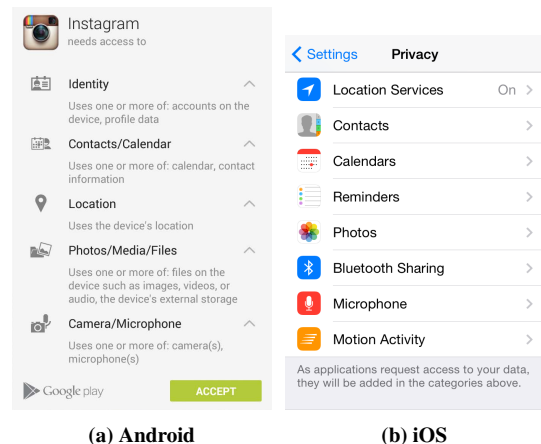 Instagram
needs access to
Identity
Uses one or more of: accounts on the
device, profile data
Contacts/Calendar
Uses one or more of: calendar, contact
information
Location
Uses the device's location
Photos/Media/Files
Uses one or more of: files on the
device such as images, videos, or
audio, the device's external storage
Camera/Microphone
Uses one or more of: camera(s),
microphone(s)
Google play
ACCEPT
(a) Android
Settings
Privacy
Location Services On
Contacts
Calendars
Reminders
Photos
Bluetooth Sharing
Microphone
Motion Activity
As applications request access to your data,
they will be added in the categories above.
(b) iOS